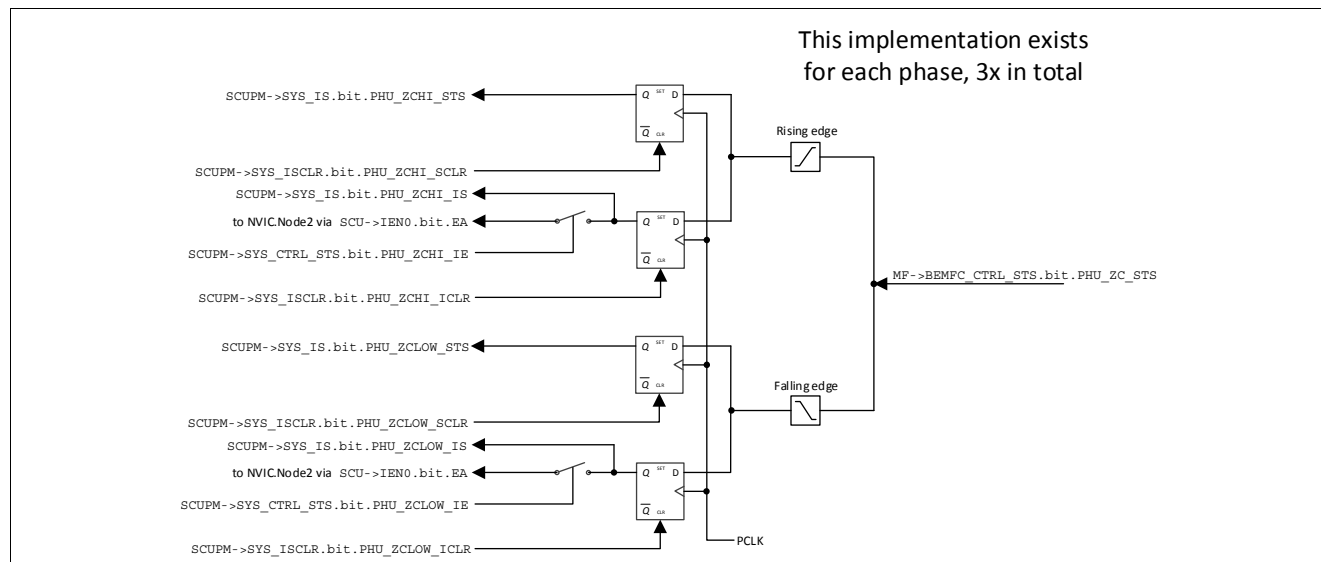 This implementation exists
for each phase, 3x in total
SCUPM->SYS_IS.bit.PHU_ZCHI_STS
Q SET D
Q CLR
Rising edge
SCUPM->SYS_ISCLR.bit.PHU_ZCHI_SCLR
SCUPM->SYS_IS.bit.PHU_ZCHI_IS
to NVIC.Node2 via SCU->IEN0.bit.EA
Q SET D
Q CLR
SCUPM->SYS_CTRL_STS.bit.PHU_ZCHI_IE
MF->BEMFC_CTRL_STS.bit.PHU_ZC_STS
SCUPM->SYS_ISCLR.bit.PHU_ZCHI_ICLR
SCUPM->SYS_IS.bit.PHU_ZCLOW_STS
Q SET D
Q CLR
Falling edge
SCUPM->SYS_ISCLR.bit.PHU_ZCLOW_SCLR
SCUPM->SYS_IS.bit.PHU_ZCLOW_IS
to NVIC.Node2 via SCU->IEN0.bit.EA
Q SET D
Q CLR
SCUPM->SYS_CTRL_STS.bit.PHU_ZCLOW_IE
PCLK
SCUPM->SYS_ISCLR.bit.PHU_ZCLOW_ICLR